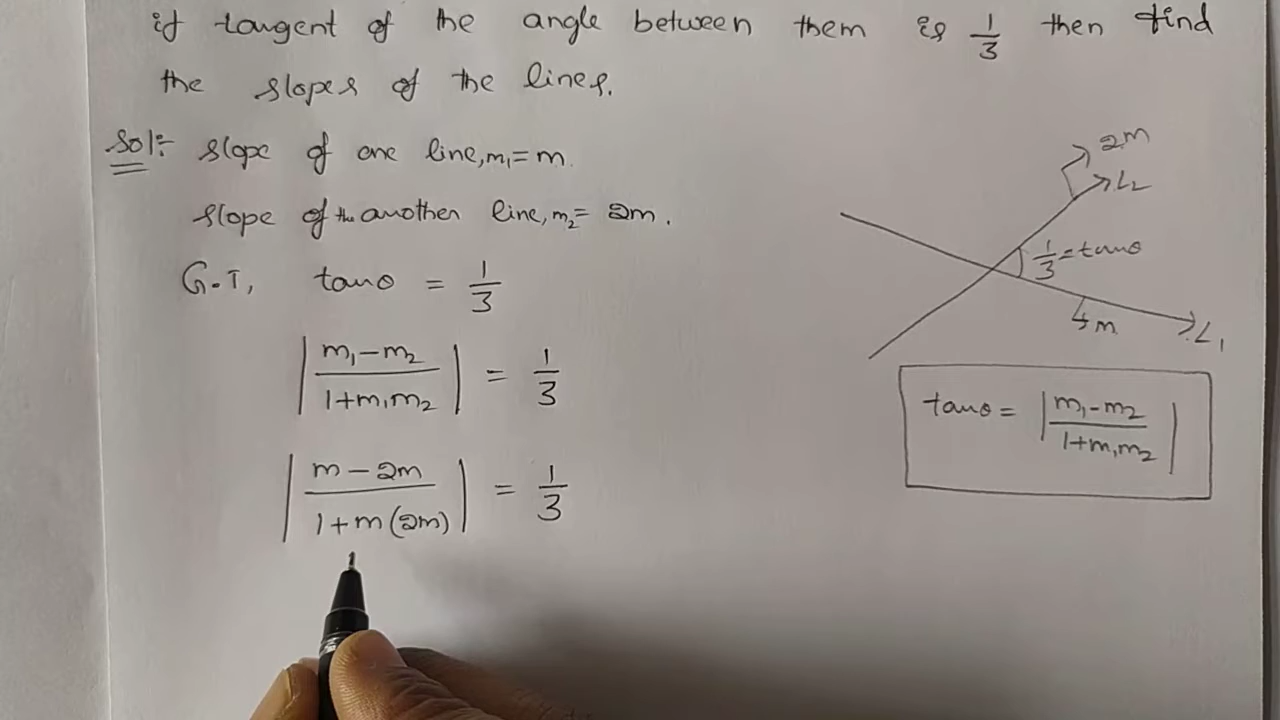 if tangent of the angle between them is 1/3 then find
the slopes of the lines.
Sol:- slope of one line, m₁ = m.
slope of the another line, m₂ = 2m.
G.T, tanθ = 1/3
|m₁-m₂ / 1+m₁m₂| = 1/3
|m-2m / 1+m(2m)| = 1/3
2m
L₂
1/3 = tanθ
m
L₁
tanθ = |m₁-m₂ / 1+m₁m₂|